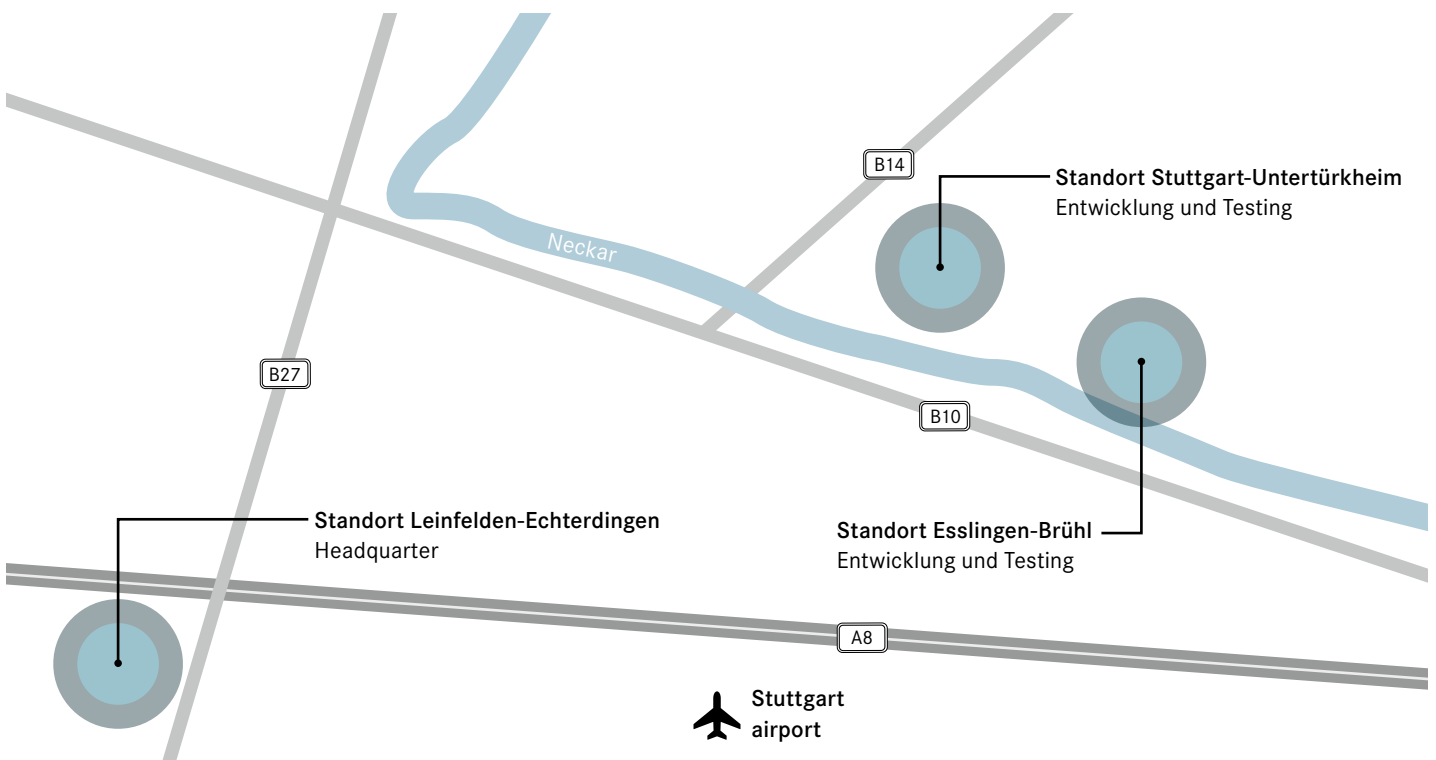 B14
Standort Stuttgart-Untertürkheim
Entwicklung und Testing
Neckar
B27
B10
Standort Leinfelden-Echterdingen
Headquarter
Standort Esslingen-Brühl
Entwicklung und Testing
A8
Stuttgart
airport